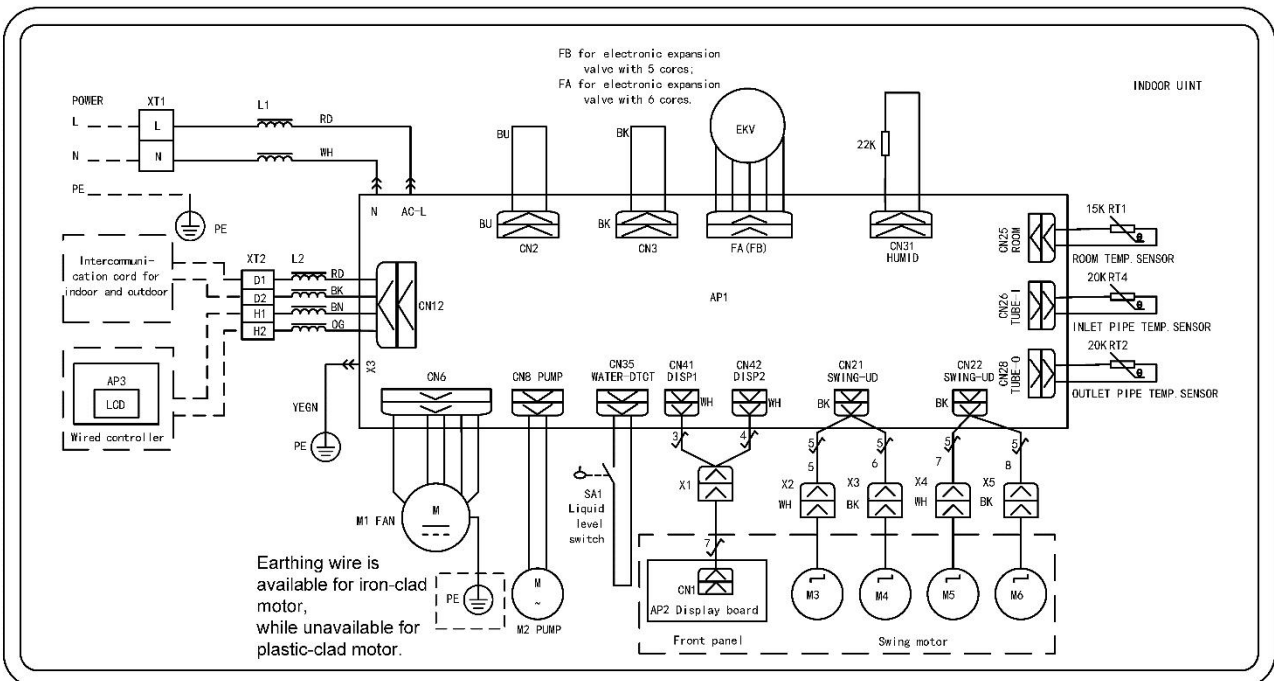 FB for electronic expansion
valve with 5 cores;
FA for electronic expansion
valve with 6 cores.
INDOOR UINT
POWER
XT1
L1
L
L
RD
N
N
WH
PE
PE
BU
BK
EKV
22K
N
AC-L
BU
CN2
BK
CN3
FA(FB)
CN31
HUMID
CN25
ROOM
15K RT1
θ
ROOM TEMP.SENSOR
CN26
TUBE-I
20K RT4
θ
INLET PIPE TEMP.SENSOR
CN28
TUBE-O
20K RT2
θ
OUTLET PIPE TEMP.SENSOR
Intercommuni-
cation cord for
indoor and outdoor
XT2
L2
D1
RD
D2
BK
H1
BN
H2
OG
CN12
AP1
AP3
LCD
Wired controller
X3
YEGN
PE
CN6
CN8 PUMP
CN35
WATER-DTCT
CN41
DISP1
CN42
DISP2
CN21
SWING-UD
CN22
SWING-UD
WH
WH
BK
BK
3
4
5
5
5
5
5
6
7
8
X1
X2
WH
X3
BK
X4
WH
X5
BK
SA1
Liquid
level
switch
M1 FAN
M
Earthing wire is
available for iron-clad
motor,
while unavailable for
plastic-clad motor.
PE
M
~
M2 PUMP
7
CN1
AP2 Display board
Front panel
M3
M4
M5
M6
Swing motor